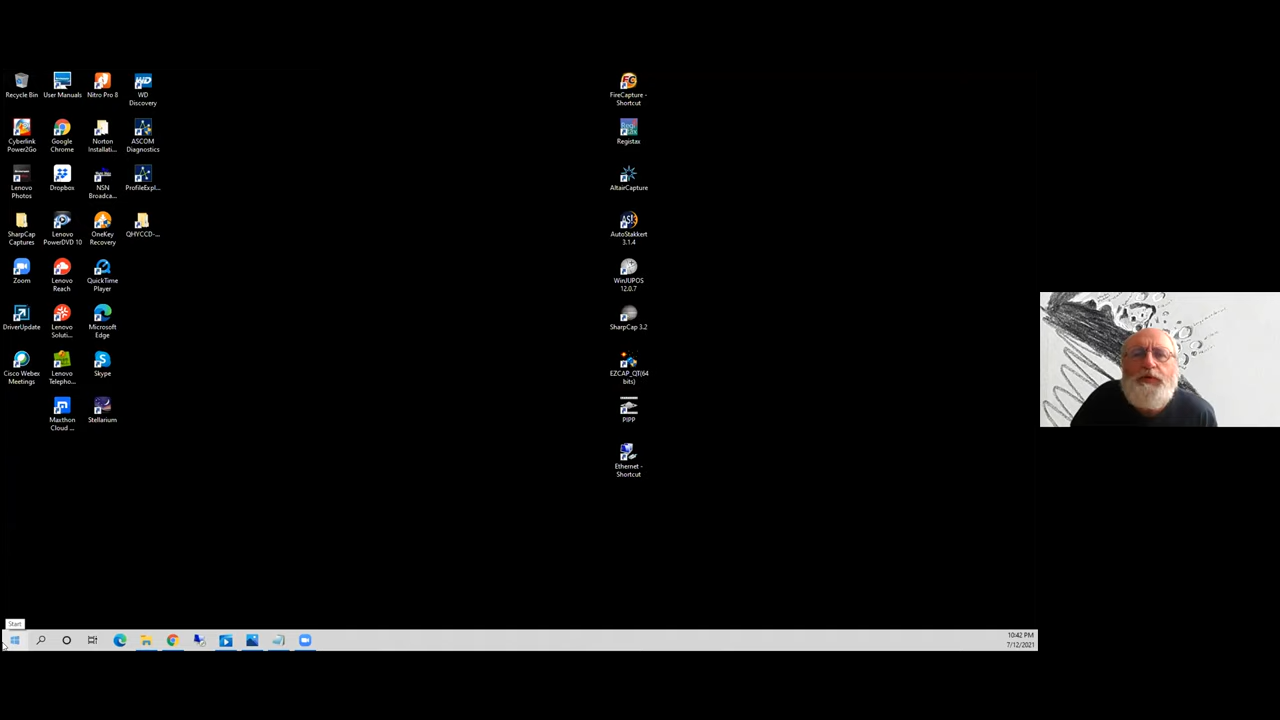 Recycle Bin
User Manuals
Nitro Pro 8
WD
Discovery
Cyberlink
Power2Go
Google
Chrome
Norton
Installati...
ASCOM
Diagnostics
Lenovo
Photos
Dropbox
NSN
Broadca...
ProfileExpl...
SharpCap
Captures
Lenovo
PowerDVD 10
OneKey
Recovery
QHYCCD-...
Zoom
Lenovo
Reach
QuickTime
Player
DriverUpdate
Lenovo
Soluti...
Microsoft
Edge
Cisco Webex
Meetings
Lenovo
Telepho...
Skype
Maxthon
Cloud ...
Stellarium
FireCapture -
Shortcut
Registax
AltairCapture
AutoStakkert
3.1.4
WinJUPOS
12.0.7
SharpCap 3.2
EZCAP_QT(64
bits)
PIPP
Ethernet -
Shortcut
Start
10:42 PM
7/12/2021